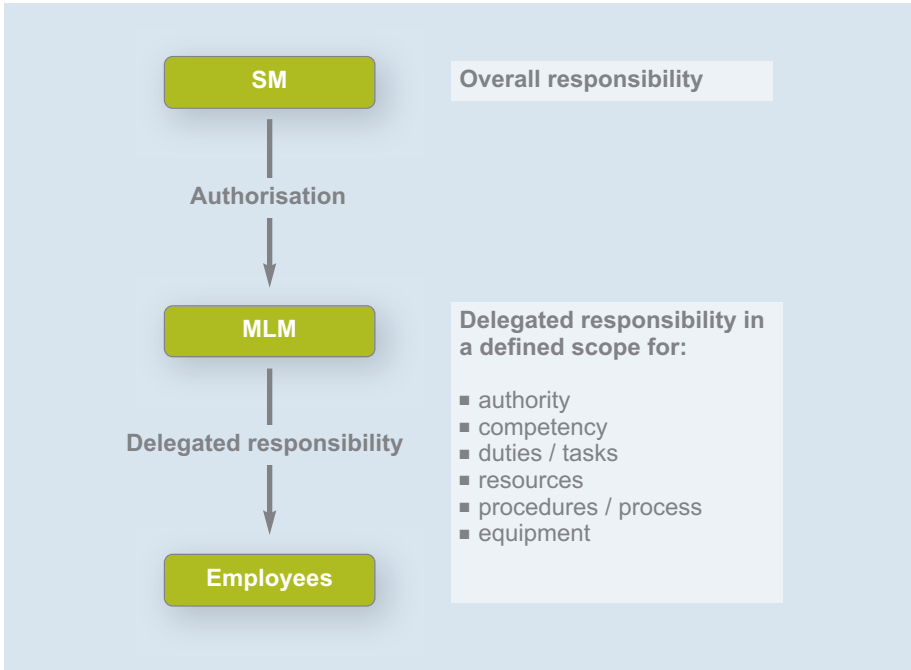 SM
Overall responsibility
Authorisation
MLM
Delegated responsibility in
a defined scope for:
■ authority
■ competency
■ duties / tasks
■ resources
■ procedures / process
■ equipment
Delegated responsibility
Employees